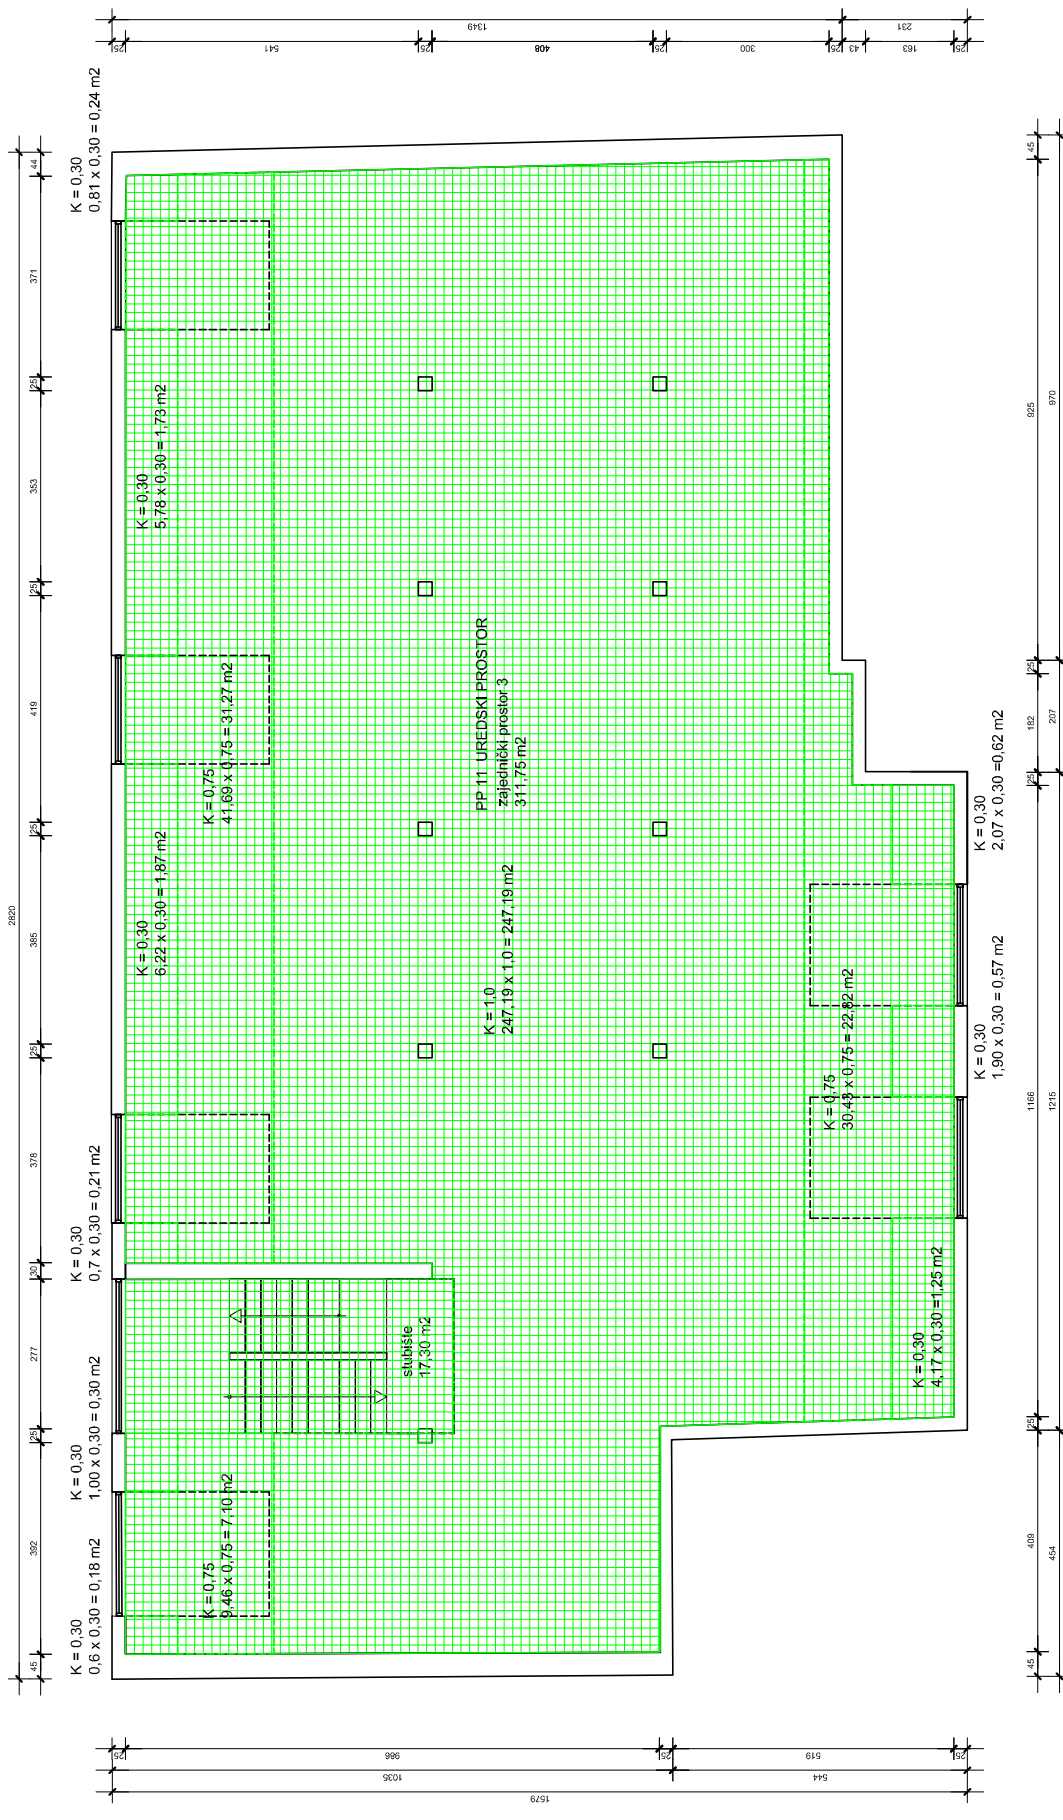 1349
231
25
541
25
408
25
300
25
43
163
25
2820
44
371
25
353
25
419
25
385
25
378
30
277
25
392
45
K = 0,30
0,81 x 0,30 = 0,24 m2
K = 0,30
5,78 x 0,30 = 1,73 m2
K = 0,75
41,69 x 0,75 = 31,27 m2
K = 0,30
6,22 x 0,30 = 1,87 m2
PP 11 UREDSKI PROSTOR
zajednički prostor 3
311,75 m2
K = 1,0
247,19 x 1,0 = 247,19 m2
K = 0,30
2,07 x 0,30 =0,62 m2
K = 0,30
1,90 x 0,30 = 0,57 m2
K = 0,75
30,43 x 0,75 = 22,82 m2
K = 0,30
4,17 x 0,30 =1,25 m2
K = 0,30
0,7 x 0,30 = 0,21 m2
stubište
17,30 m2
K = 0,30
1,00 x 0,30 = 0,30 m2
K = 0,75
9,46 x 0,75 = 7,10 m2
K = 0,30
0,6 x 0,30 = 0,18 m2
45
925
970
25
182
207
25
1166
1215
25
409
454
45
25
986
25
519
25
1035
544
1579